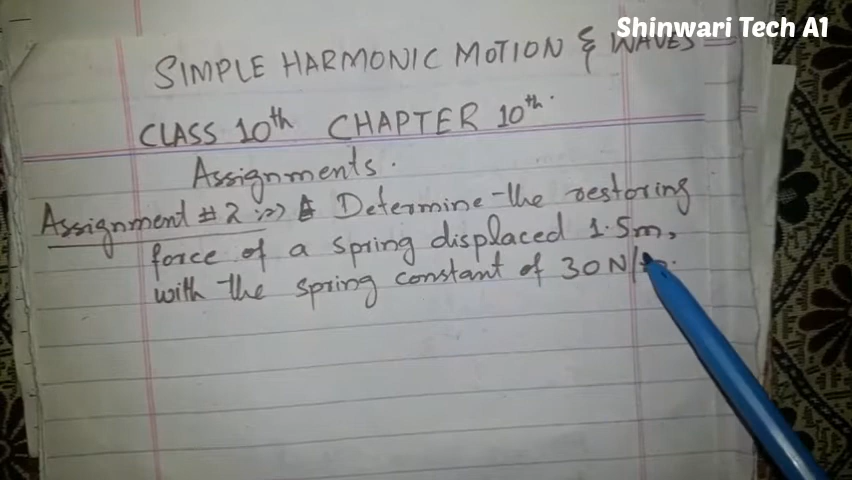 Shinwari Tech A1
SIMPLE HARMONIC MOTION & WAVES
CLASS 10th CHAPTER 10th.
Assignments.
Assignment # 2 :-> Determine the restoring
force of a spring displaced 1.5m,
with the spring constant of 30 N/m.